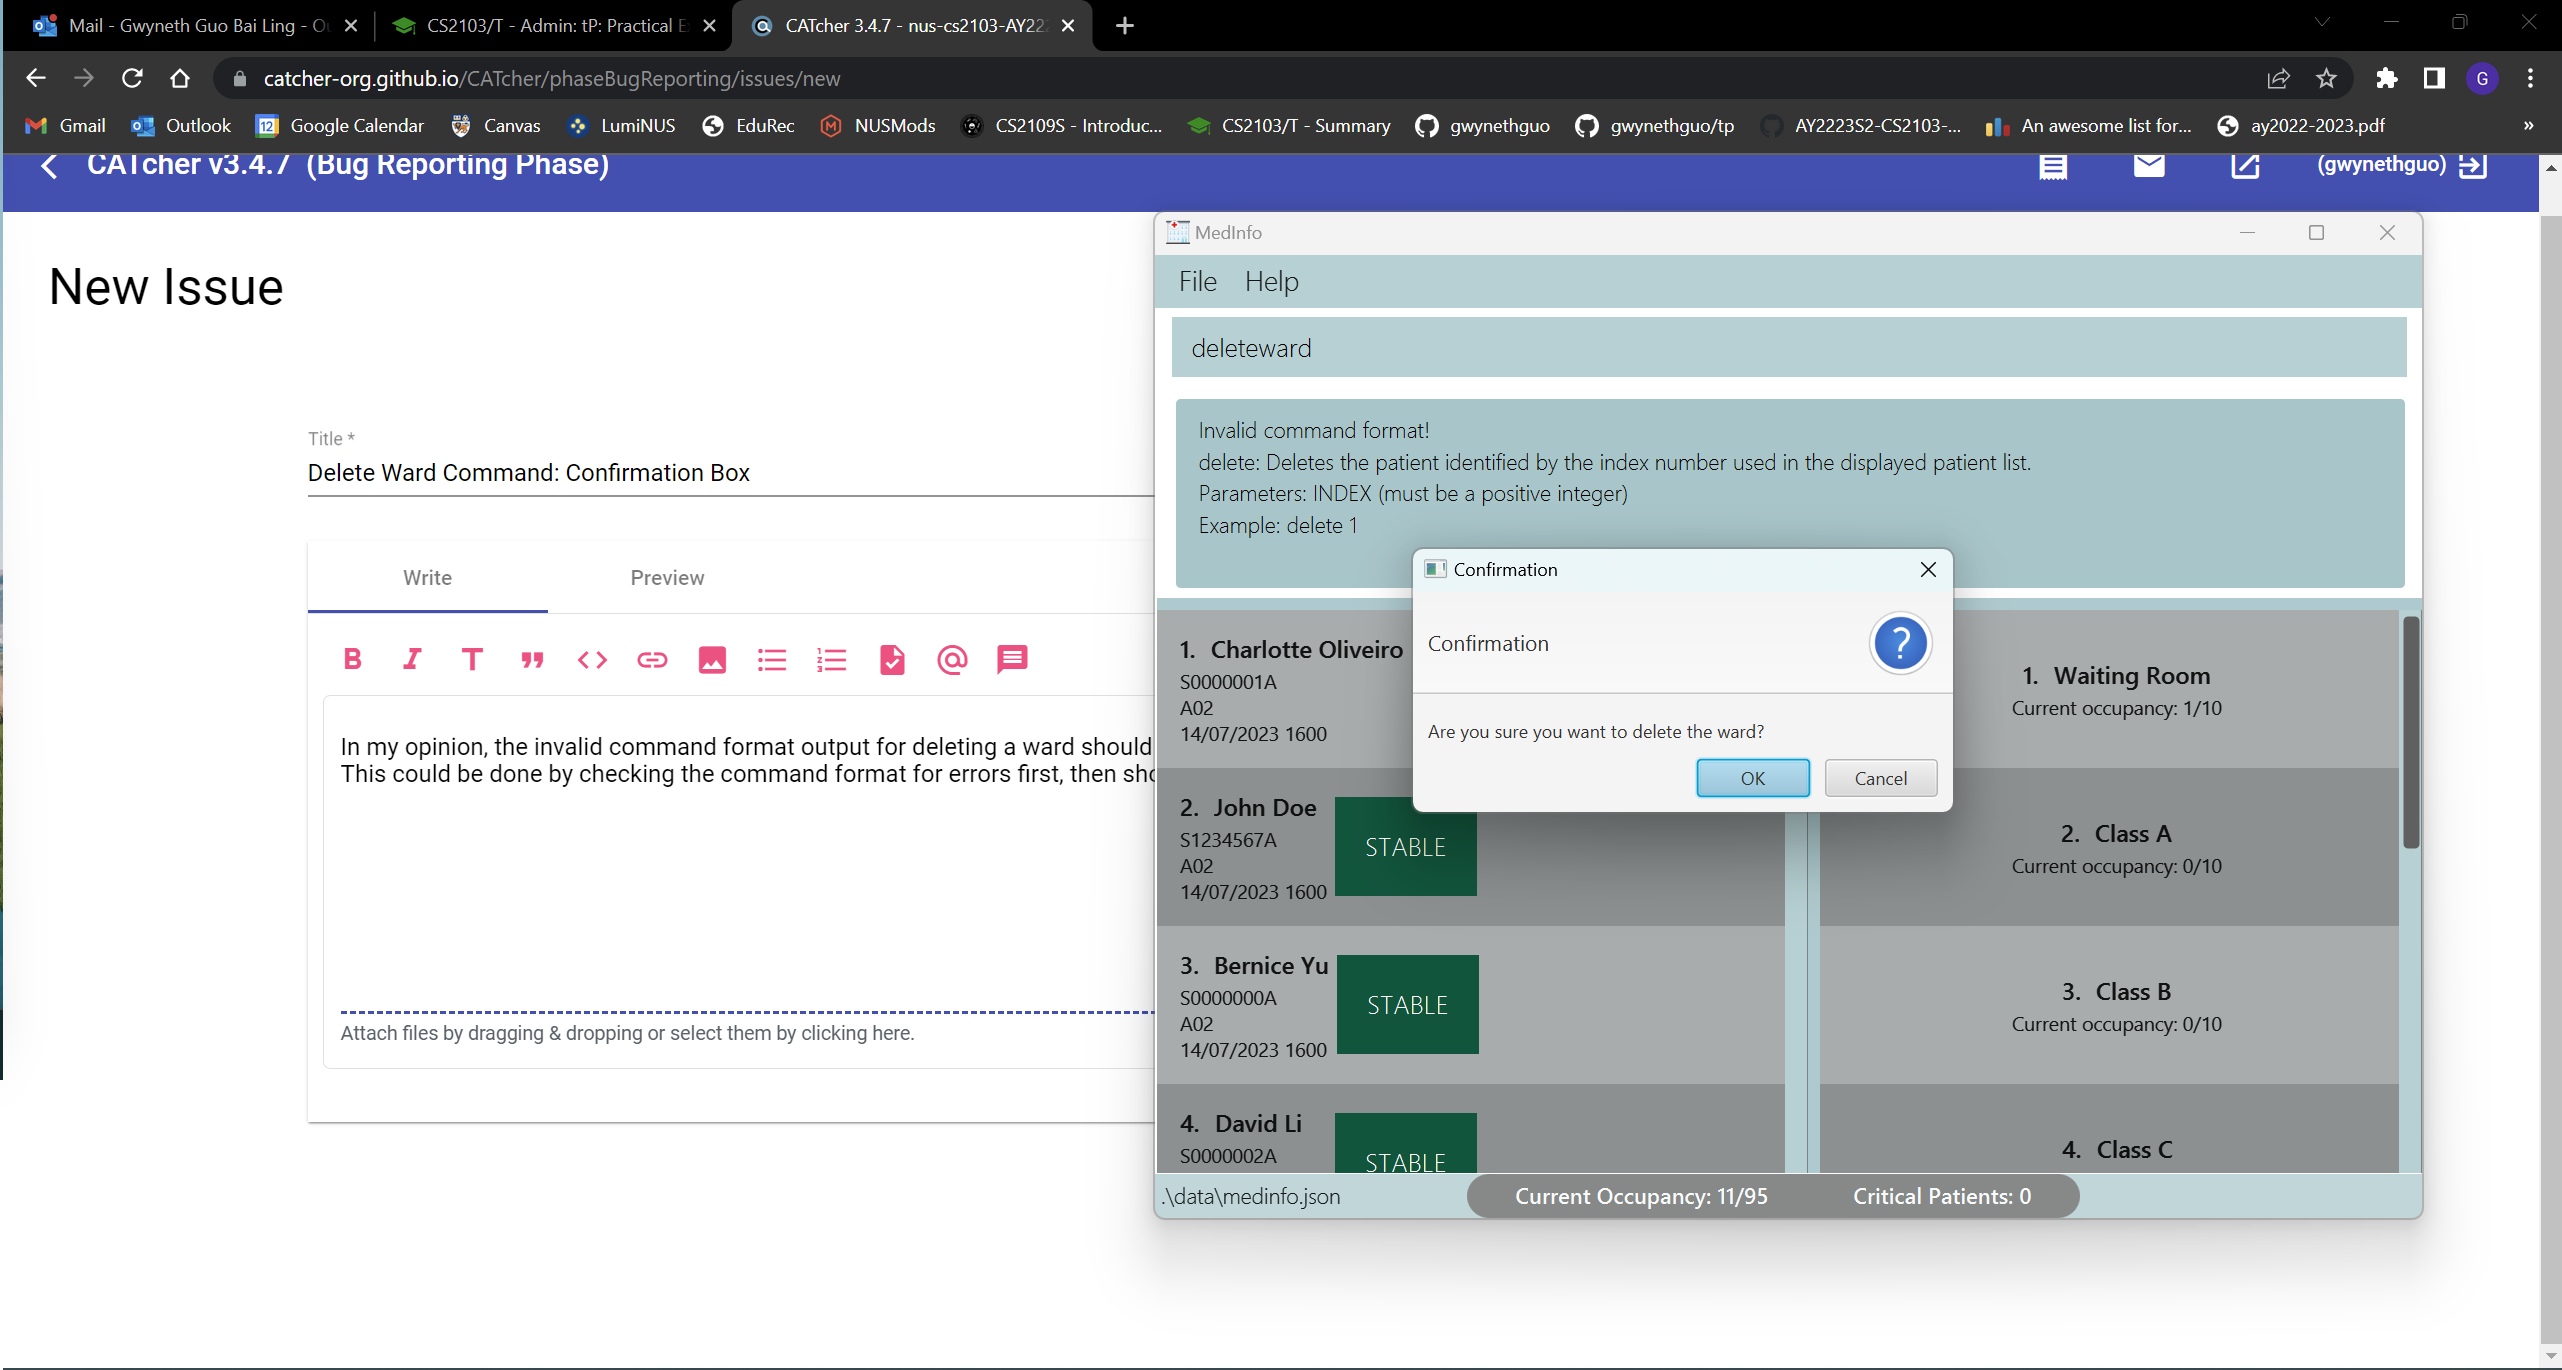 Mail - Gwyneth Guo Bai Ling - Ou
CS2103/T - Admin: tP: Practical E
CATcher 3.4.7 - nus-cs2103-AY222
catcher-org.github.io/CATcher/phaseBugReporting/issues/new
G
Gmail
Outlook
12
Google Calendar
Canvas
LumiNUS
EduRec
NUSMods
CS2109S - Introduc...
CS2103/T - Summary
gwynethguo
gwynethguo/tp
AY2223S2-CS2103-...
An awesome list for...
ay2022-2023.pdf
»
CATcher v3.4.7 (Bug Reporting Phase)
(gwynethguo)
New Issue
Title *
Delete Ward Command: Confirmation Box
Write
Preview
In my opinion, the invalid command format output for deleting a ward should
This could be done by checking the command format for errors first, then sho
Attach files by dragging & dropping or select them by clicking here.
MedInfo
File Help
deleteward
Invalid command format!
delete: Deletes the patient identified by the index number used in the displayed patient list.
Parameters: INDEX (must be a positive integer)
Example: delete 1
Confirmation
Confirmation
?
Are you sure you want to delete the ward?
OK
Cancel
1. Charlotte Oliveiro
S0000001A
A02
14/07/2023 1600
2. John Doe
S1234567A
A02
14/07/2023 1600
STABLE
3. Bernice Yu
S0000000A
A02
14/07/2023 1600
STABLE
4. David Li
S0000002A
STABLE
1. Waiting Room
Current occupancy: 1/10
2. Class A
Current occupancy: 0/10
3. Class B
Current occupancy: 0/10
4. Class C
.\data\medinfo.json
Current Occupancy: 11/95
Critical Patients: 0